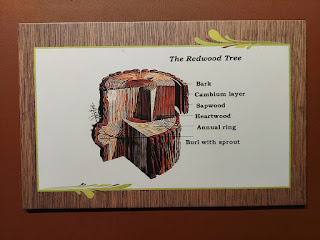 The Redwood Tree
Bark
Cambium layer
Sapwood
Heartwood
Annual ring
Burl with sprout